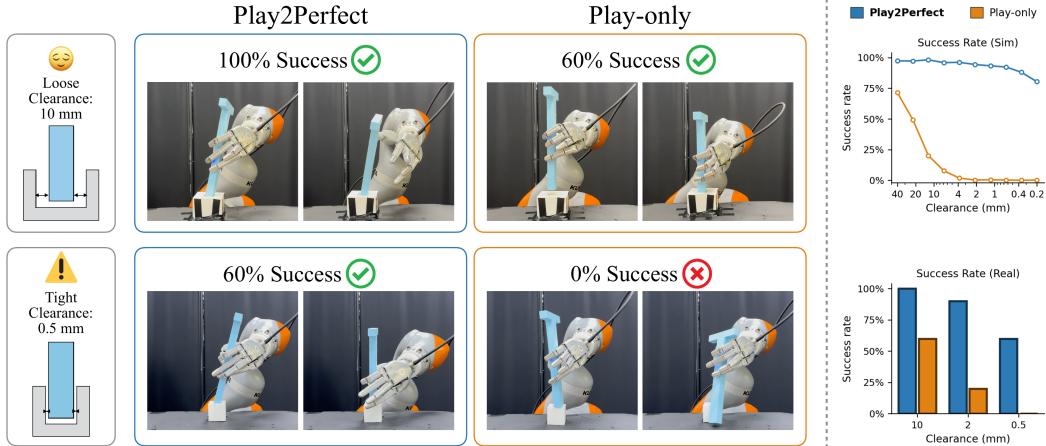 Play2Perfect
Play-only
Loose
Clearance:
10 mm
100% Success
60% Success
Tight
Clearance:
0.5 mm
60% Success
0% Success
Play2Perfect
Play-only
Success Rate (Sim)
100%
75%
50%
25%
0%
Success rate
40 20 10 4 2 1 0.4 0.2
Clearance (mm)
Success Rate (Real)
100%
75%
50%
25%
0%
Success rate
10 2 0.5
Clearance (mm)